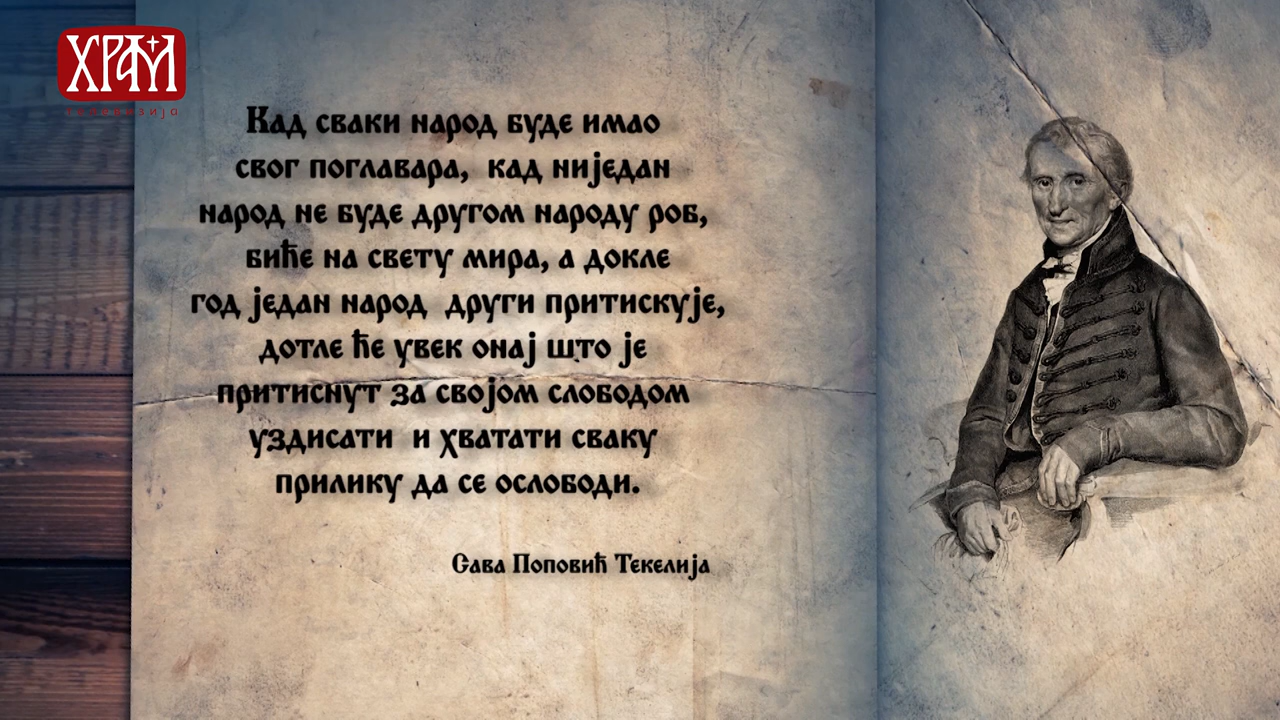 ХРАМ
телевизија
Кад сваки народ буде имао
свог поглавара, кад ниједан
народ не буде другом народу роб,
биће на свету мира, а докле
год један народ други притискује,
дотле ће увек онај што је
притиснут за својом слободом
уздисати и хватати сваку
прилику да се ослободи.
Сава Поповић Текелија